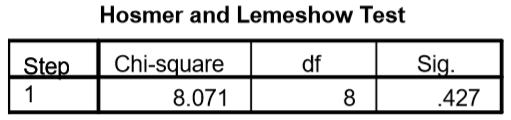 Hosmer and Lemeshow Test
Step Chi-square df Sig.
1 8.071 8 .427